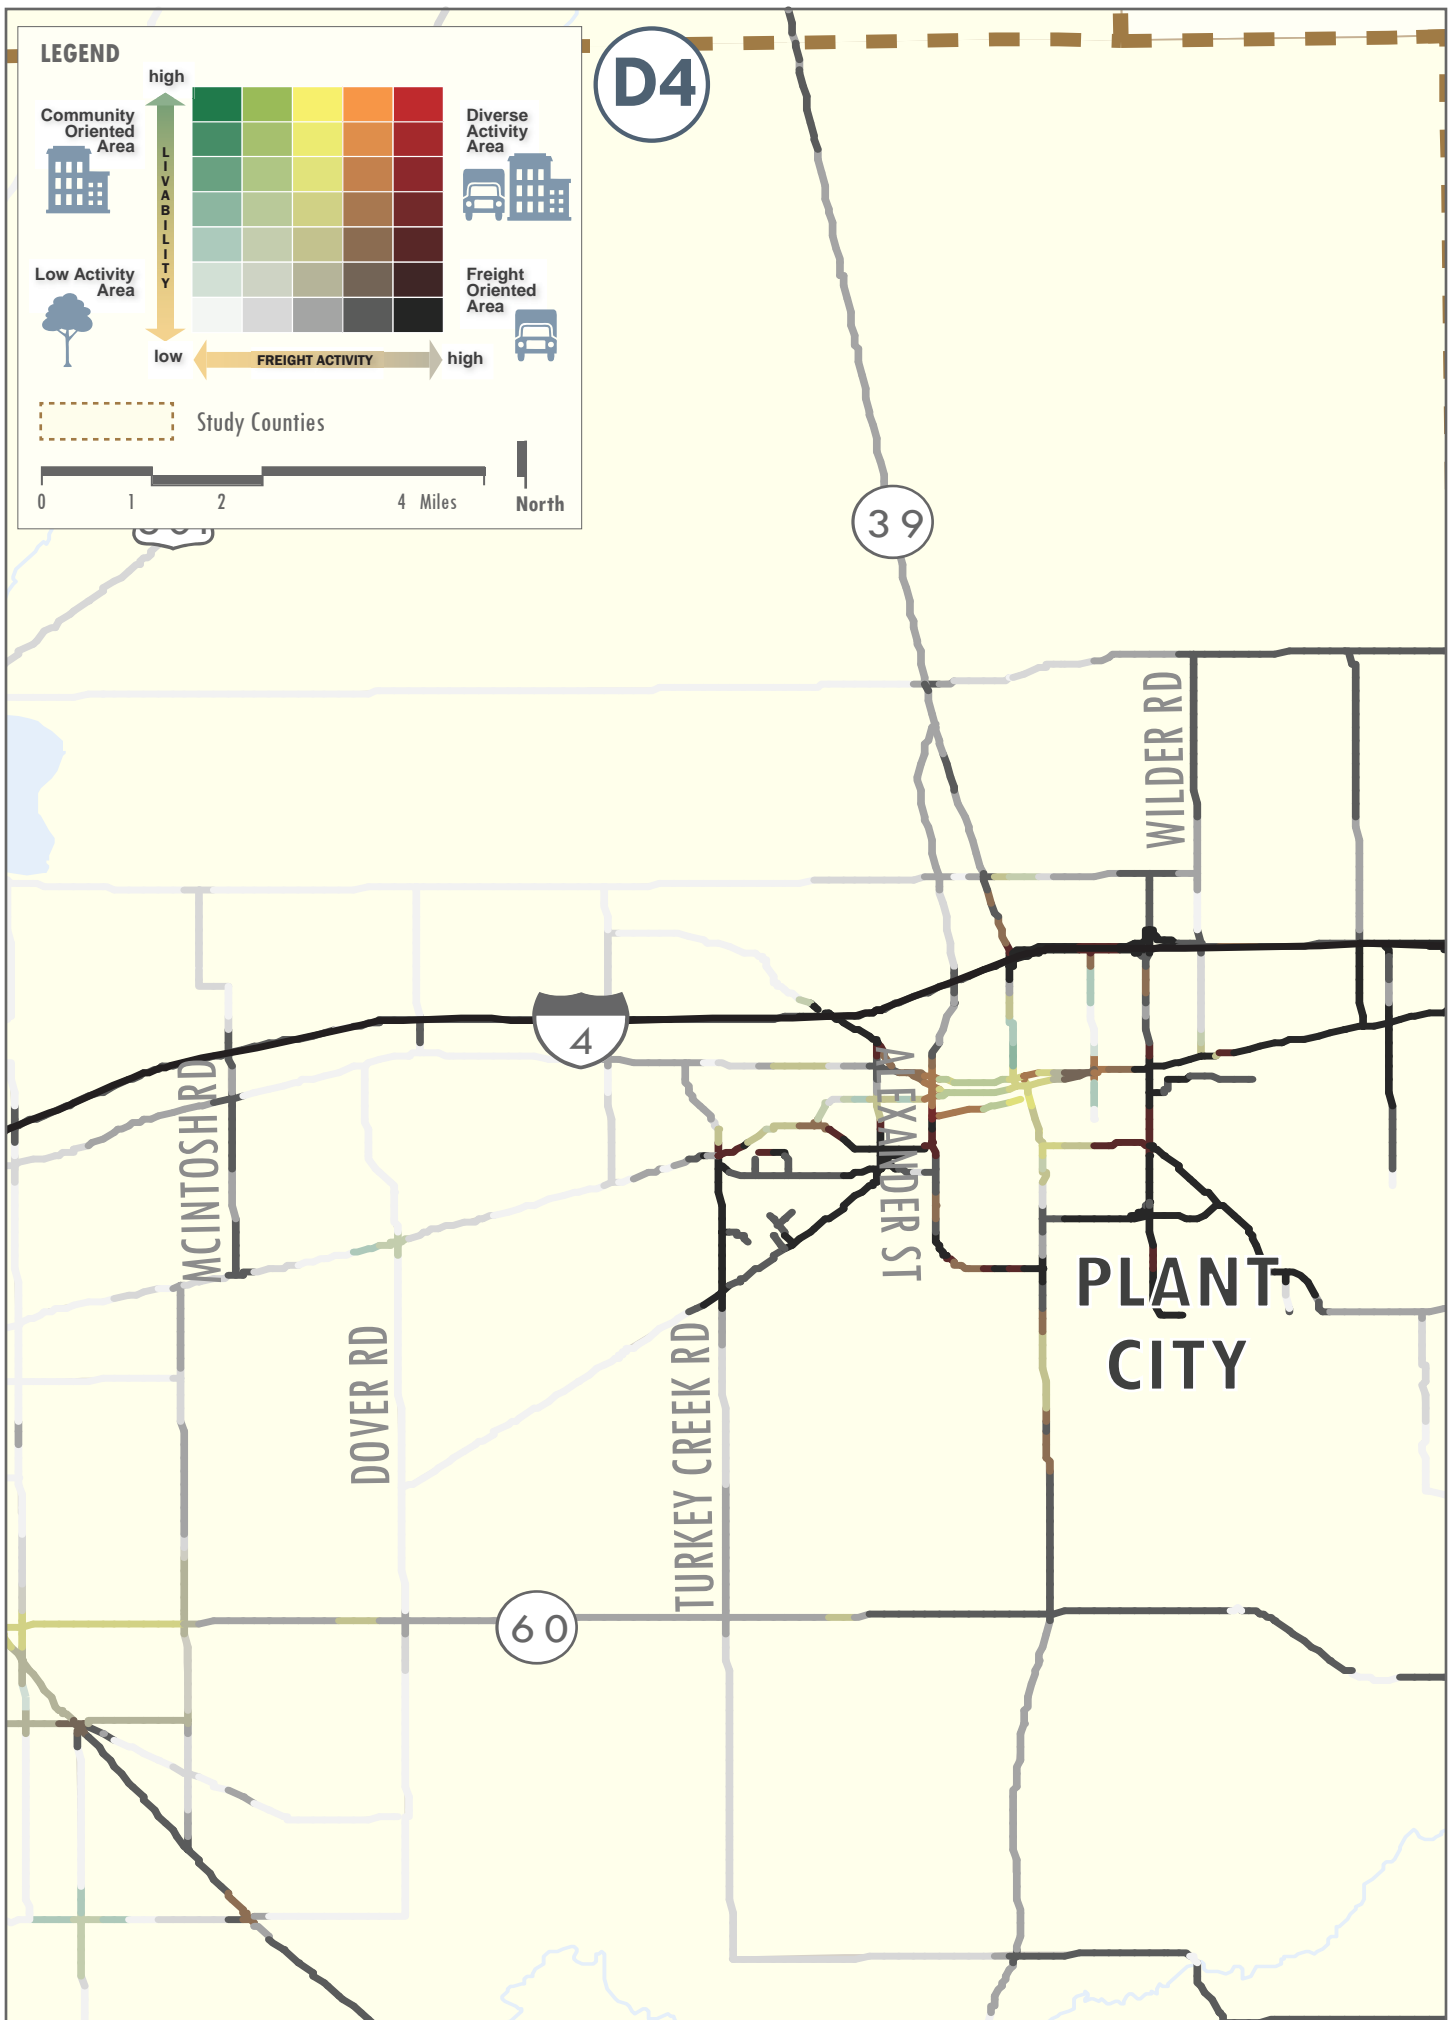 LEGEND
high
Community
Oriented
Area
LIVABILITY
Diverse
Activity
Area
Low Activity
Area
Freight
Oriented
Area
low
FREIGHT ACTIVITY
high
Study Counties
0 1 2 4 Miles
North
D4
39
WILDER RD
4
MCINTOSH RD
ALEXANDER ST
PLANT
CITY
DOVER RD
TURKEY CREEK RD
60